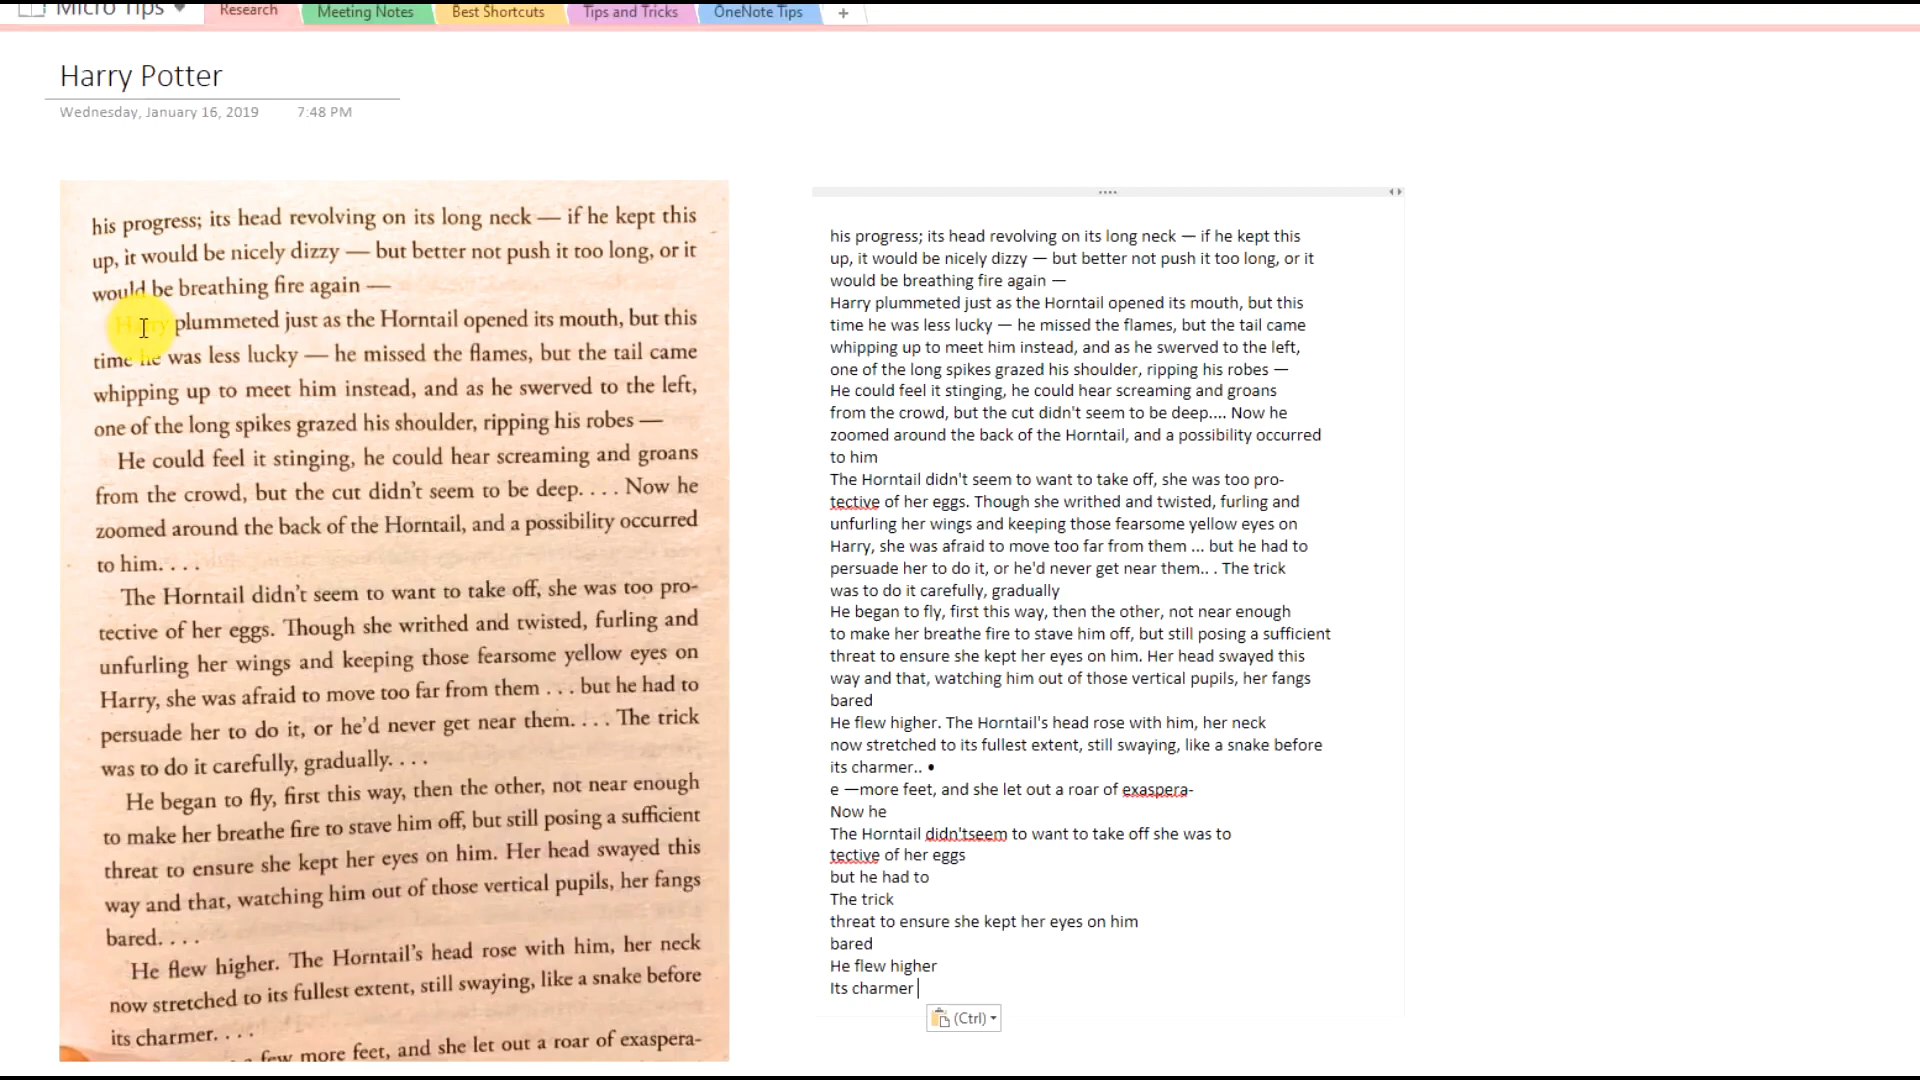 Micro Tips
Research
Meeting Notes
Best Shortcuts
Tips and Tricks
OneNote Tips
+
Harry Potter
Wednesday, January 16, 2019 7:48 PM
his progress; its head revolving on its long neck — if he kept this
up, it would be nicely dizzy — but better not push it too long, or it
would be breathing fire again —
Harry plummeted just as the Horntail opened its mouth, but this
time he was less lucky — he missed the flames, but the tail came
whipping up to meet him instead, and as he swerved to the left,
one of the long spikes grazed his shoulder, ripping his robes —
He could feel it stinging, he could hear screaming and groans
from the crowd, but the cut didn't seem to be deep. . . . Now he
zoomed around the back of the Horntail, and a possibility occurred
to him. . . .
The Horntail didn't seem to want to take off, she was too pro-
tective of her eggs. Though she writhed and twisted, furling and
unfurling her wings and keeping those fearsome yellow eyes on
Harry, she was afraid to move too far from them . . . but he had to
persuade her to do it, or he'd never get near them. . . . The trick
was to do it carefully, gradually. . . .
He began to fly, first this way, then the other, not near enough
to make her breathe fire to stave him off, but still posing a sufficient
threat to ensure she kept her eyes on him. Her head swayed this
way and that, watching him out of those vertical pupils, her fangs
bared. . . .
He flew higher. The Horntail's head rose with him, her neck
now stretched to its fullest extent, still swaying, like a snake before
its charmer. . . .
few more feet, and she let out a roar of exaspera-
his progress; its head revolving on its long neck — if he kept this
up, it would be nicely dizzy — but better not push it too long, or it
would be breathing fire again —
Harry plummeted just as the Horntail opened its mouth, but this
time he was less lucky — he missed the flames, but the tail came
whipping up to meet him instead, and as he swerved to the left,
one of the long spikes grazed his shoulder, ripping his robes —
He could feel it stinging, he could hear screaming and groans
from the crowd, but the cut didn't seem to be deep.... Now he
zoomed around the back of the Horntail, and a possibility occurred
to him
The Horntail didn't seem to want to take off, she was too pro-
tective of her eggs. Though she writhed and twisted, furling and
unfurling her wings and keeping those fearsome yellow eyes on
Harry, she was afraid to move too far from them ... but he had to
persuade her to do it, or he'd never get near them.. . The trick
was to do it carefully, gradually
He began to fly, first this way, then the other, not near enough
to make her breathe fire to stave him off, but still posing a sufficient
threat to ensure she kept her eyes on him. Her head swayed this
way and that, watching him out of those vertical pupils, her fangs
bared
He flew higher. The Horntail's head rose with him, her neck
now stretched to its fullest extent, still swaying, like a snake before
its charmer.. •
e —more feet, and she let out a roar of exaspera-
Now he
The Horntail didn'tseem to want to take off she was to
tective of her eggs
but he had to
The trick
threat to ensure she kept her eyes on him
bared
He flew higher
Its charmer
(Ctrl)